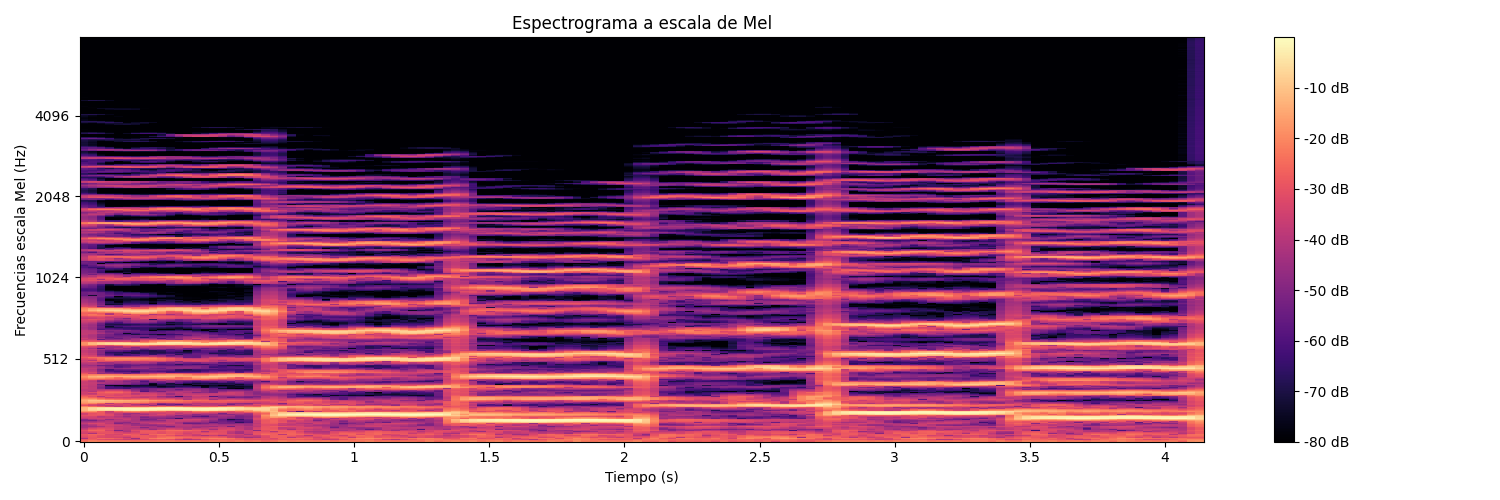 Espectrograma a escala de Mel
Frecuencias escala Mel (Hz)
4096
2048
1024
512
0
0
0.5
1
1.5
2
2.5
3
3.5
4
Tiempo (s)
-10 dB
-20 dB
-30 dB
-40 dB
-50 dB
-60 dB
-70 dB
-80 dB